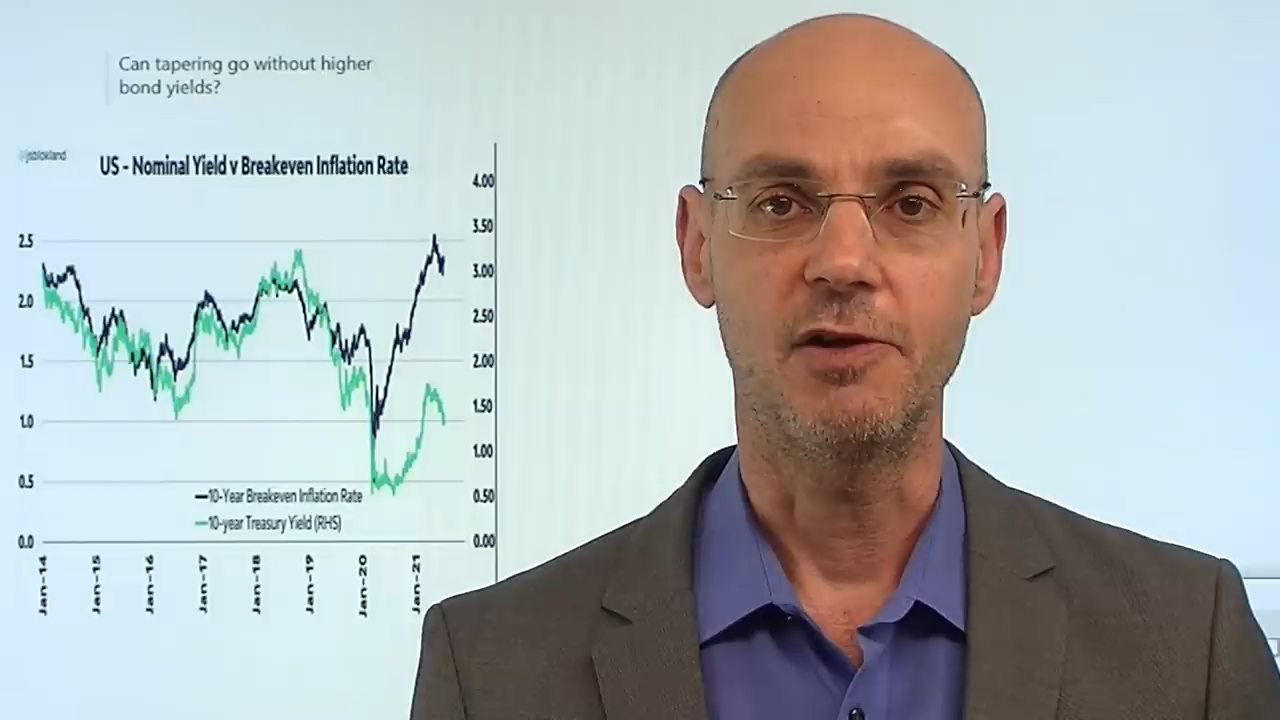 Can tapering go without higher
bond yields?
@jsblokland
US - Nominal Yield v Breakeven Inflation Rate
4.00
3.50
2.5
3.00
2.0
2.50
1.5
2.00
1.50
1.0
1.00
0.5
0.50
0.0
0.00
10-Year Breakeven Inflation Rate
10-year Treasury Yield (RHS)
Jan-14
Jan-15
Jan-16
Jan-17
Jan-18
Jan-19
Jan-20
Jan-21